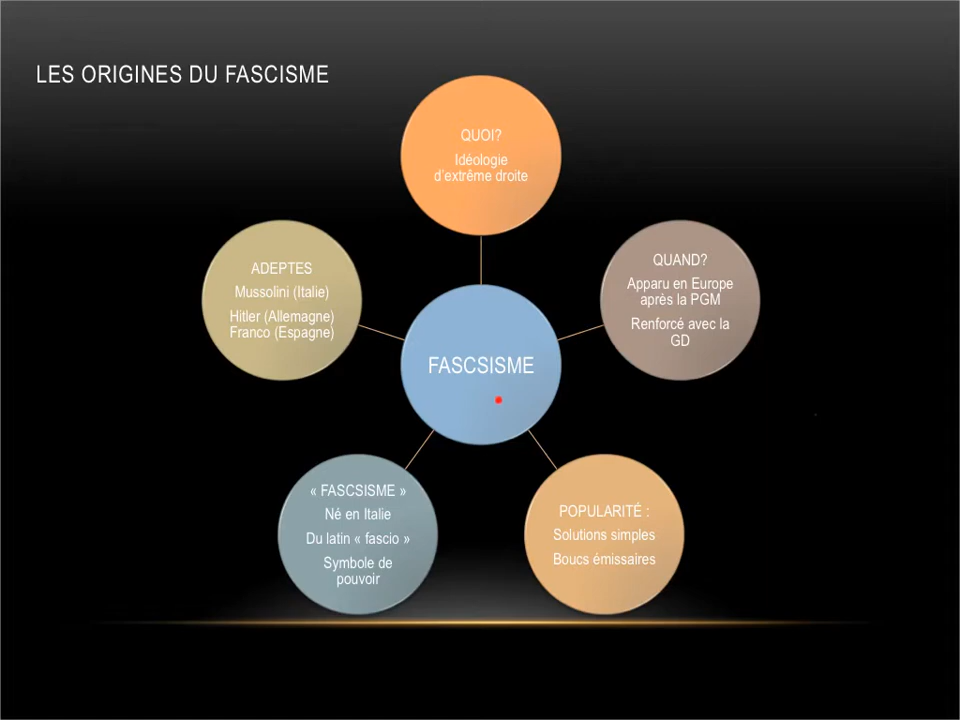 LES ORIGINES DU FASCISME
QUOI?
Idéologie
d'extrême droite
QUAND?
Apparu en Europe
après la PGM
Renforcé avec la
GD
POPULARITÉ :
Solutions simples
Boucs émissaires
« FASCSISME »
Né en Italie
Du latin « fascio »
Symbole de
pouvoir
ADEPTES
Mussolini (Italie)
Hitler (Allemagne)
Franco (Espagne)
FASCSISME